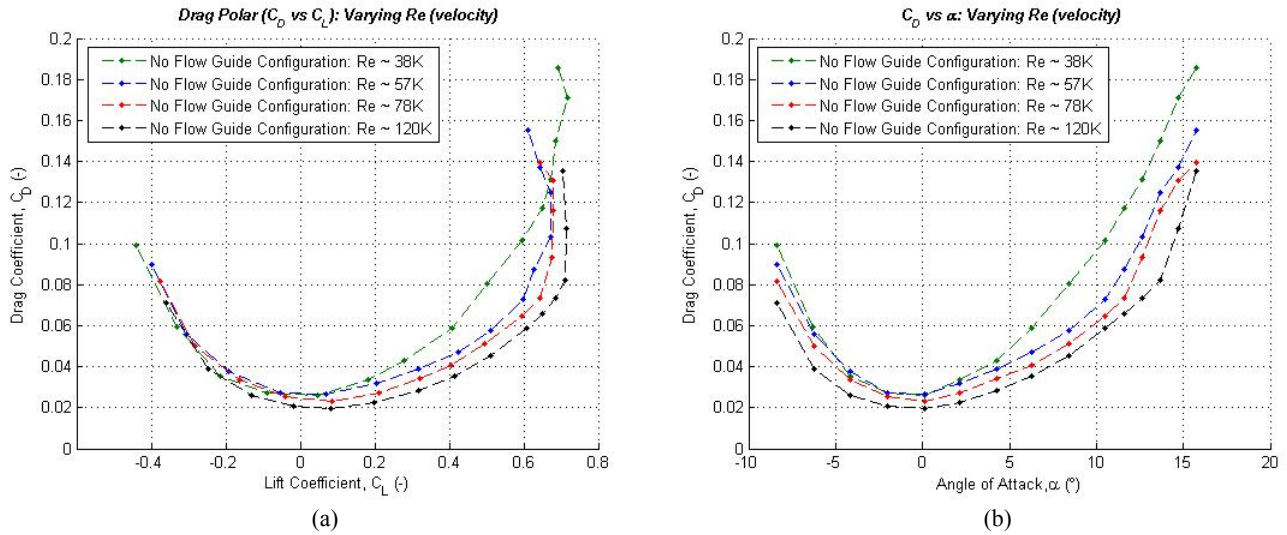 Drag Polar (C_D vs C_L): Varying Re (velocity)
0.2
0.18
0.16
0.14
0.12
0.1
0.08
0.06
0.04
0.02
0
Drag Coefficient, C_D (-)
No Flow Guide Configuration: Re ~ 38K
No Flow Guide Configuration: Re ~ 57K
No Flow Guide Configuration: Re ~ 78K
No Flow Guide Configuration: Re ~ 120K
-0.4 -0.2 0 0.2 0.4 0.6 0.8
Lift Coefficient, C_L (-)
(a)
C_D vs α: Varying Re (velocity)
0.2
0.18
0.16
0.14
0.12
0.1
0.08
0.06
0.04
0.02
0
Drag Coefficient, C_D (-)
No Flow Guide Configuration: Re ~ 38K
No Flow Guide Configuration: Re ~ 57K
No Flow Guide Configuration: Re ~ 78K
No Flow Guide Configuration: Re ~ 120K
-10 -5 0 5 10 15 20
Angle of Attack,α (°)
(b)